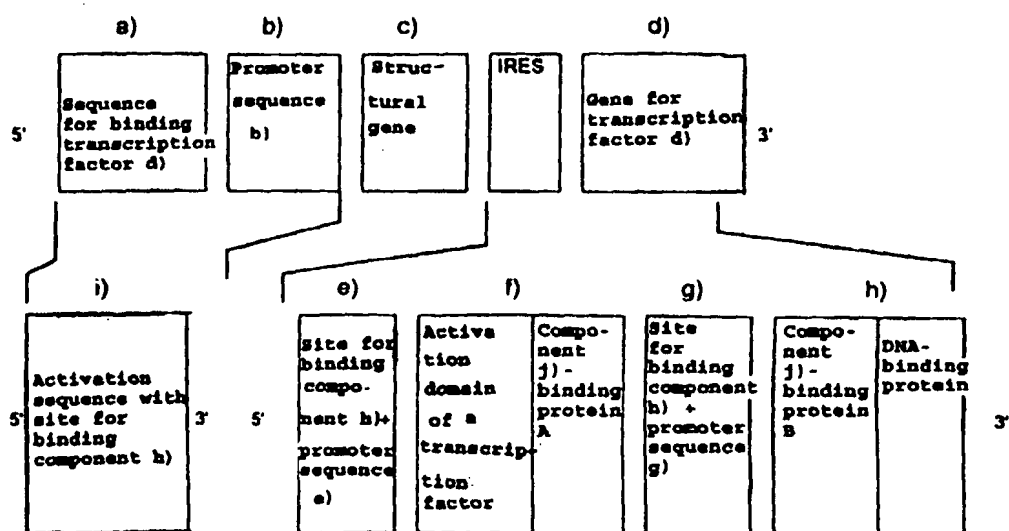 a)
b)
c)
d)
5'
Sequence
for binding
transcription
factor d)
Promoter
sequence
b)
Struc-
tural
gene
IRES
Gene for
transcription
factor d)
3'
i)
e)
f)
g)
h)
5'
Activation
sequence with
site for
binding
component h)
3'
5'
Site for
binding
compo-
nent h)+
promoter
sequence
e)
Activa
tion
domain
of a
transcrip-
tion
factor
Compo-
nent
j)-
binding
protein
A
Site
for
binding
component
h) +
promoter
sequence
g)
Compo-
nent
j)-
binding
protein
B
DNA-
binding
protein
3'